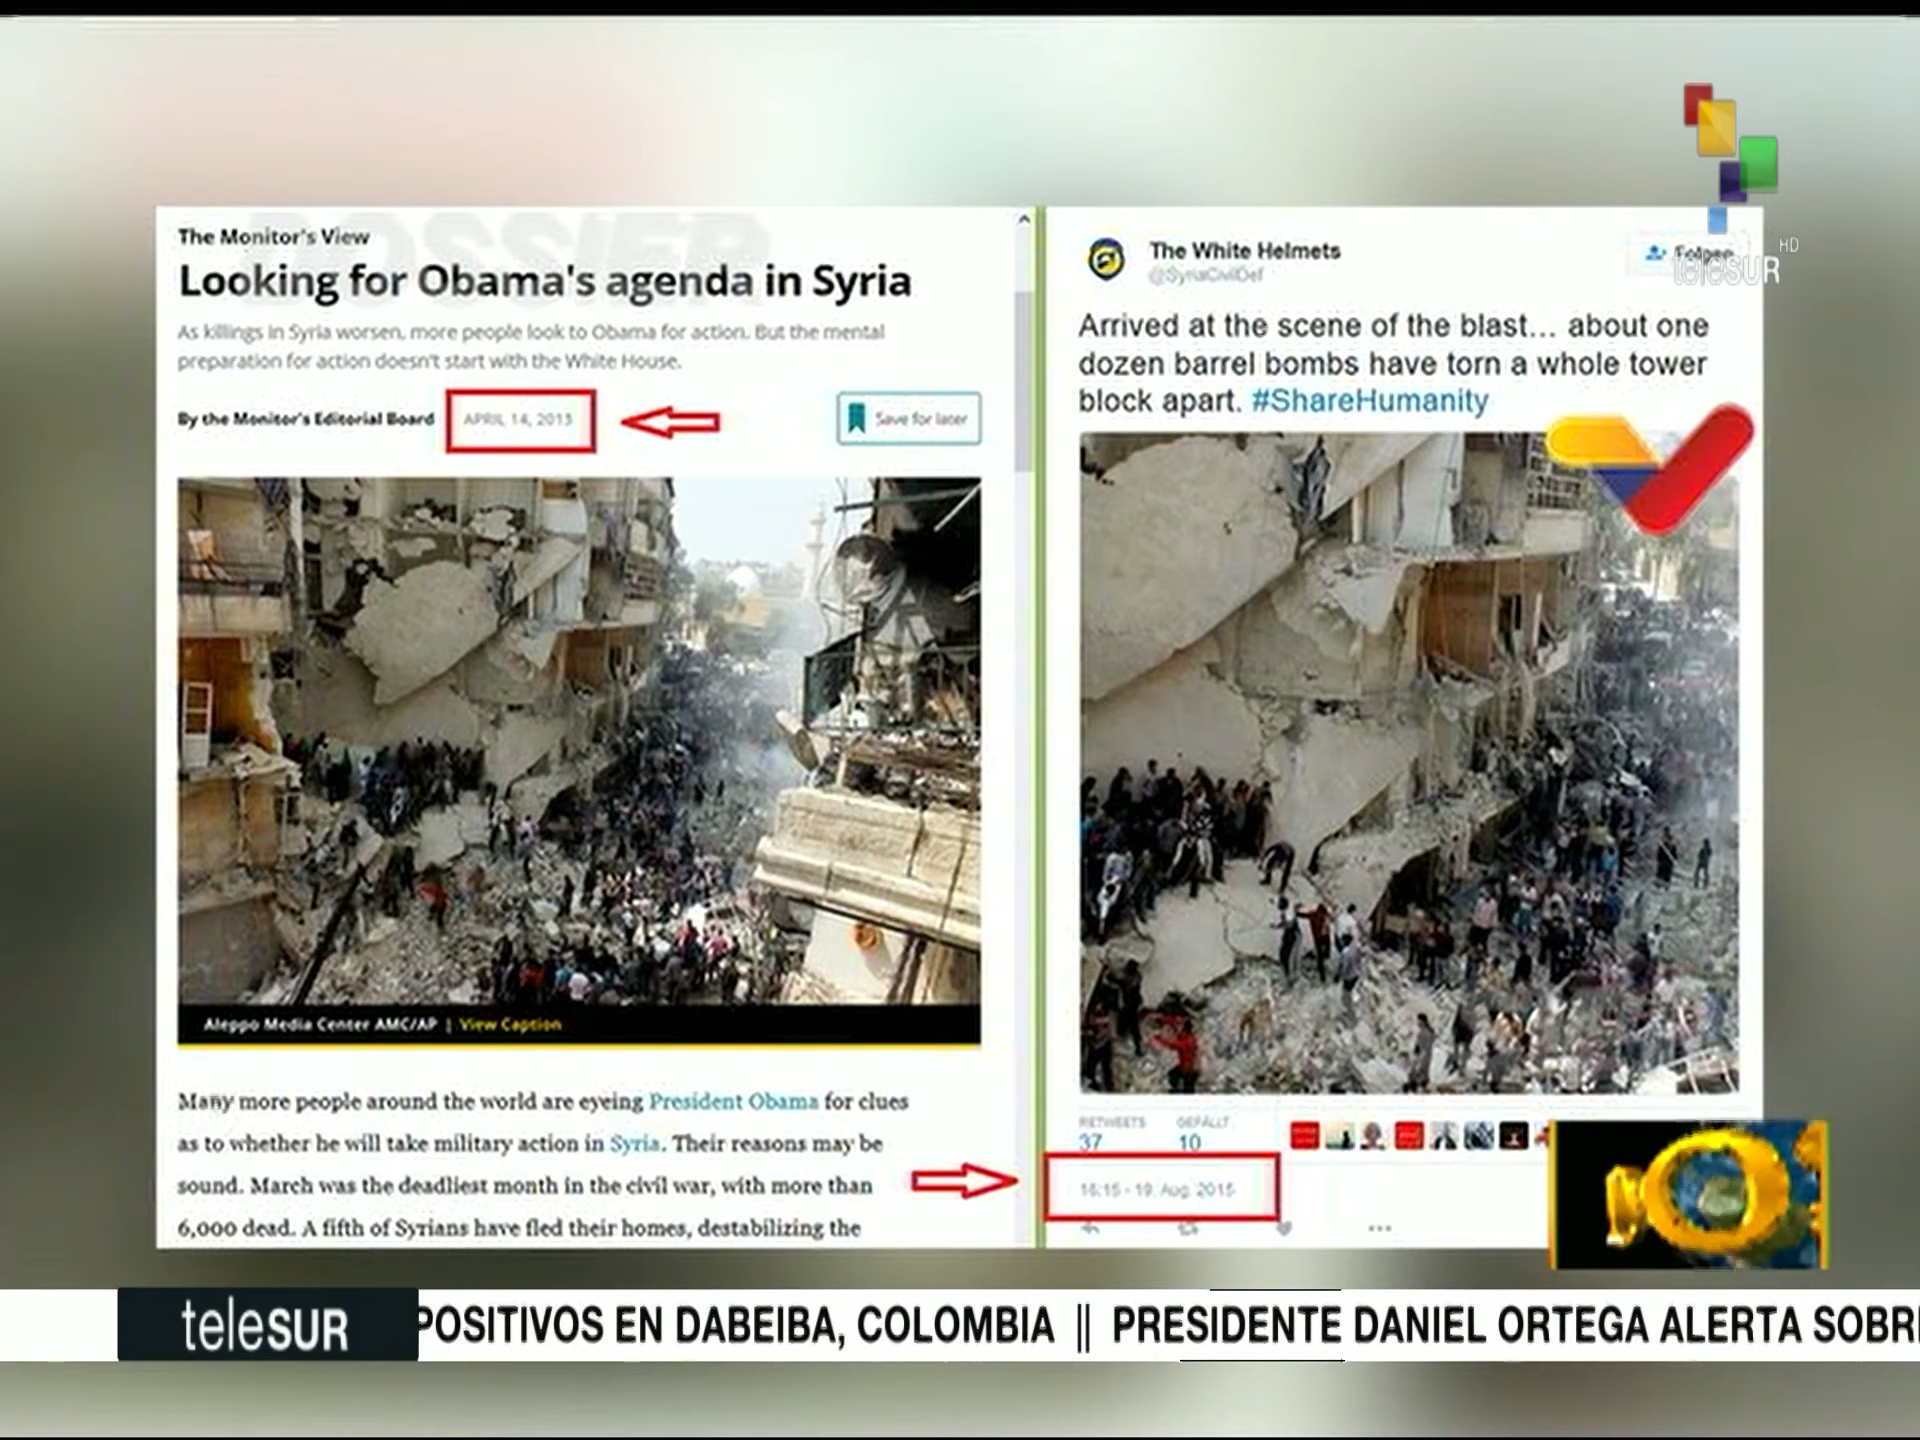 DOSSIER
The Monitor's View
Looking for Obama's agenda in Syria
As killings in Syria worsen, more people look to Obama for action. But the mental
preparation for action doesn't start with the White House.
By the Monitor's Editorial Board
APRIL 14, 2013
Save for later
Aleppo Media Center AMC/AP | View Caption
Many more people around the world are eyeing President Obama for clues
as to whether he will take military action in Syria. Their reasons may be
sound. March was the deadliest month in the civil war, with more than
6,000 dead. A fifth of Syrians have fled their homes, destabilizing the
The White Helmets
@SyriaCivilDef
Folgen
HD
teleSUR
Arrived at the scene of the blast... about one
dozen barrel bombs have torn a whole tower
block apart. #ShareHumanity
RETWEETS
37
GEFÄLLT
10
16:15 - 19. Aug. 2015
teleSUR
POSITIVOS EN DABEIBA, COLOMBIA || PRESIDENTE DANIEL ORTEGA ALERTA SOBR